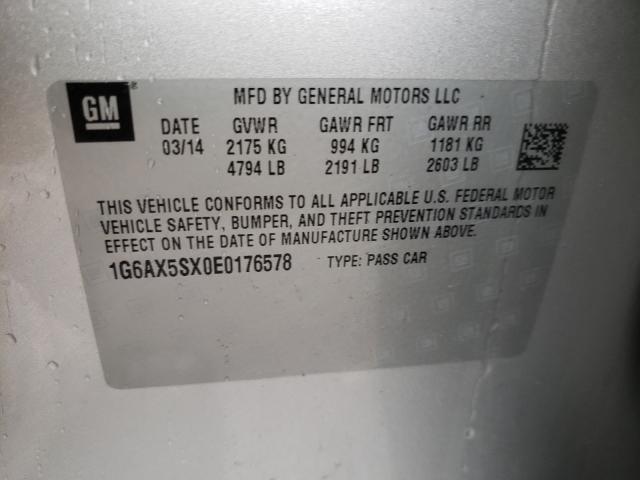 GM
MFD BY GENERAL MOTORS LLC
DATE GVWR GAWR FRT GAWR RR
03/14 2175 KG 994 KG 1181 KG
4794 LB 2191 LB 2603 LB
THIS VEHICLE CONFORMS TO ALL APPLICABLE U.S. FEDERAL MOTOR
VEHICLE SAFETY, BUMPER, AND THEFT PREVENTION STANDARDS IN
EFFECT ON THE DATE OF MANUFACTURE SHOWN ABOVE.
1G6AX5SX0E0176578 TYPE: PASS CAR